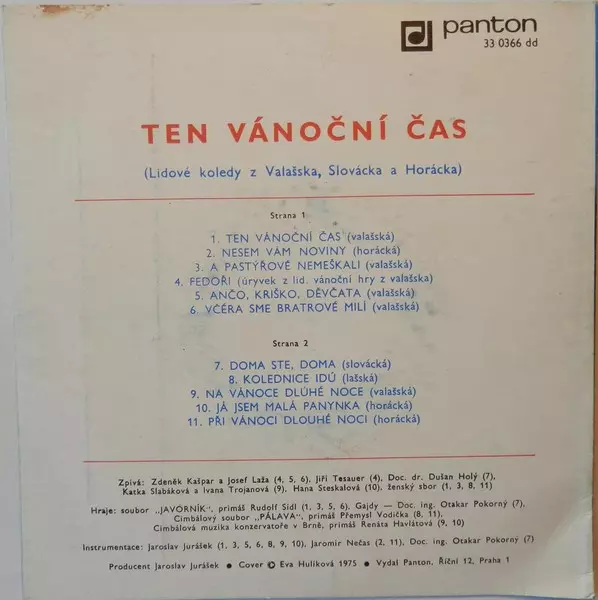 panton
33 0366 dd
TEN VÁNOČNÍ ČAS
(Lidové koledy z Valašska, Slovácka a Horácka)
Strana 1
1. TEN VÁNOČNÍ ČAS (valašská)
2. NESEM VÁM NOVINY (horácká)
3. A PASTÝŘOVÉ NEMEŠKALI (valašská)
4. FEDOŘI (úryvek z lid. vánoční hry z valašska)
5. ANČO, KRIŠKO, DĚVČATA (valašská)
6. VČERA SME BRATROVÉ MILÍ (valašská)
Strana 2
7. DOMA STE, DOMA (slovácká)
8. KOLEDNICE IDŮ (lašská)
9. NA VÁNOCE DLÚHÉ NOCE (valašská)
10. JÁ JSEM MALÁ PANYNKA (horácká)
11. PŘI VÁNOCI DLOUHÉ NOCI (horácká)
Zpívá: Zdeněk Kašpar a Josef Laža (4, 5, 6), Jiří Tesauer (4), Doc. dr. Dušan Holý (7),
Katka Slabáková a Ivana Trojanová (9), Hana Steskalová (10), ženský sbor (1, 3, 8, 11)
Hraje: soubor „JAVORNÍK", primáš Rudolf Sidl (1, 3, 5, 6), Gajdy — Doc. ing. Otakar Pokorný (7),
Cimbálový soubor „PÁLAVA", primáš Přemysl Vodička (8, 11),
Cimbálová muzika konzervatoře v Brně, primáš Renáta Havlátová (9, 10)
Instrumentace: Jaroslav Jurášek (1, 3, 5, 6, 8, 9, 10), Jaromír Nečas (2, 11), Doc. ing. Otakar Pokorný (7)
Producent Jaroslav Jurášek ● Cover © Eva Hulíková 1975 ● Vydal Panton, Říční 12, Praha 1